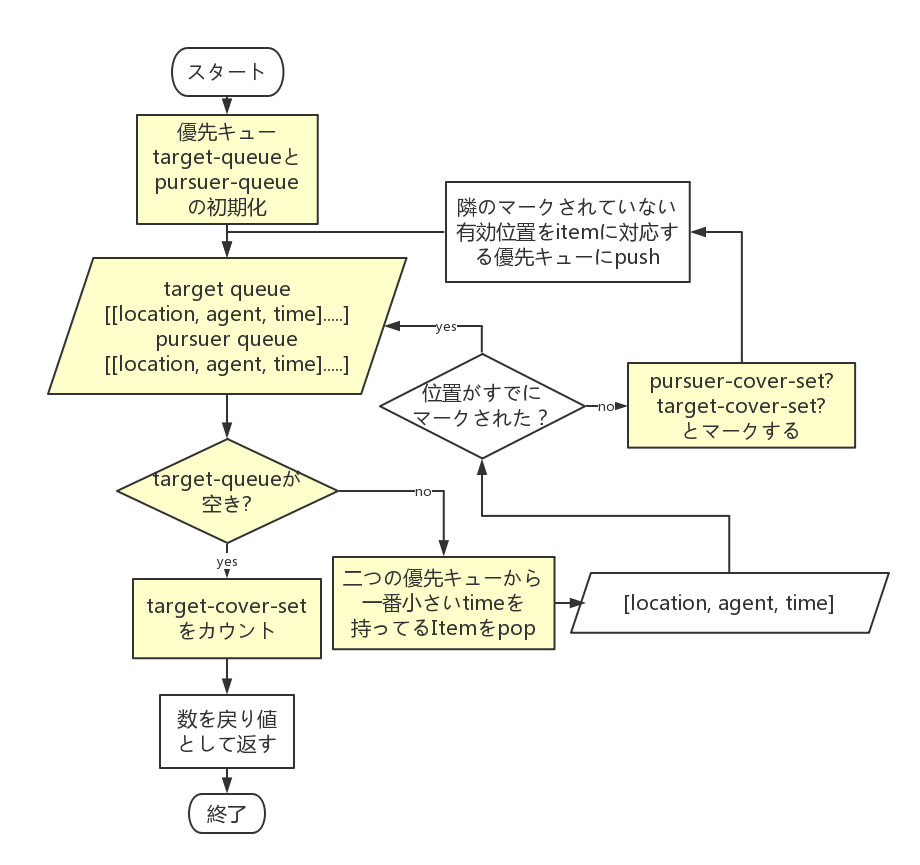 スタート
優先キュー
target-queueと
pursuer-queue
の初期化
隣のマークされていない
有効位置をitemに対応す
る優先キューにpush
target queue
[[location, agent, time].....]
pursuer queue
[[location, agent, time].....]
yes
位置がすでに
マークされた？
no
pursuer-cover-set?
target-cover-set?
とマークする
target-queueが
空き?
no
yes
二つの優先キューから
一番小さいtimeを
持ってるItemをpop
[location, agent, time]
target-cover-set
をカウント
数を戻り値
として返す
終了